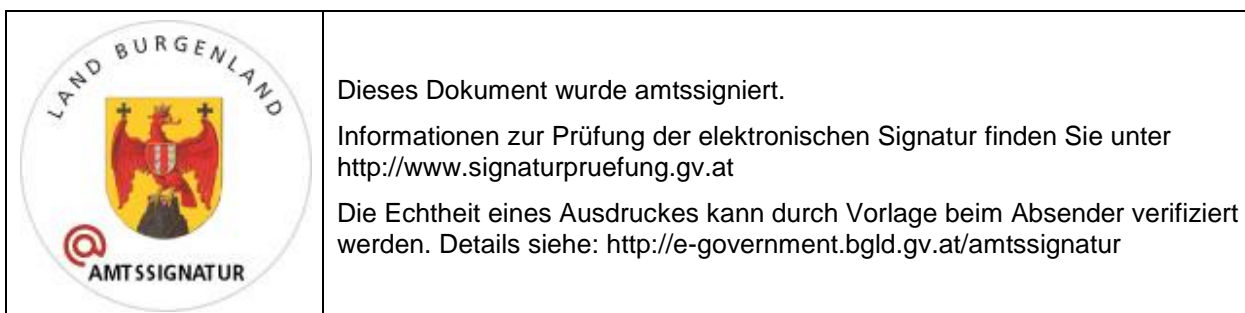 LAND BURGENLAND
AMTSSIGNATUR
Dieses Dokument wurde amtssigniert.
Informationen zur Prüfung der elektronischen Signatur finden Sie unter
http://www.signaturpruefung.gv.at
Die Echtheit eines Ausdruckes kann durch Vorlage beim Absender verifiziert
werden. Details siehe: http://e-government.bgld.gv.at/amtssignatur